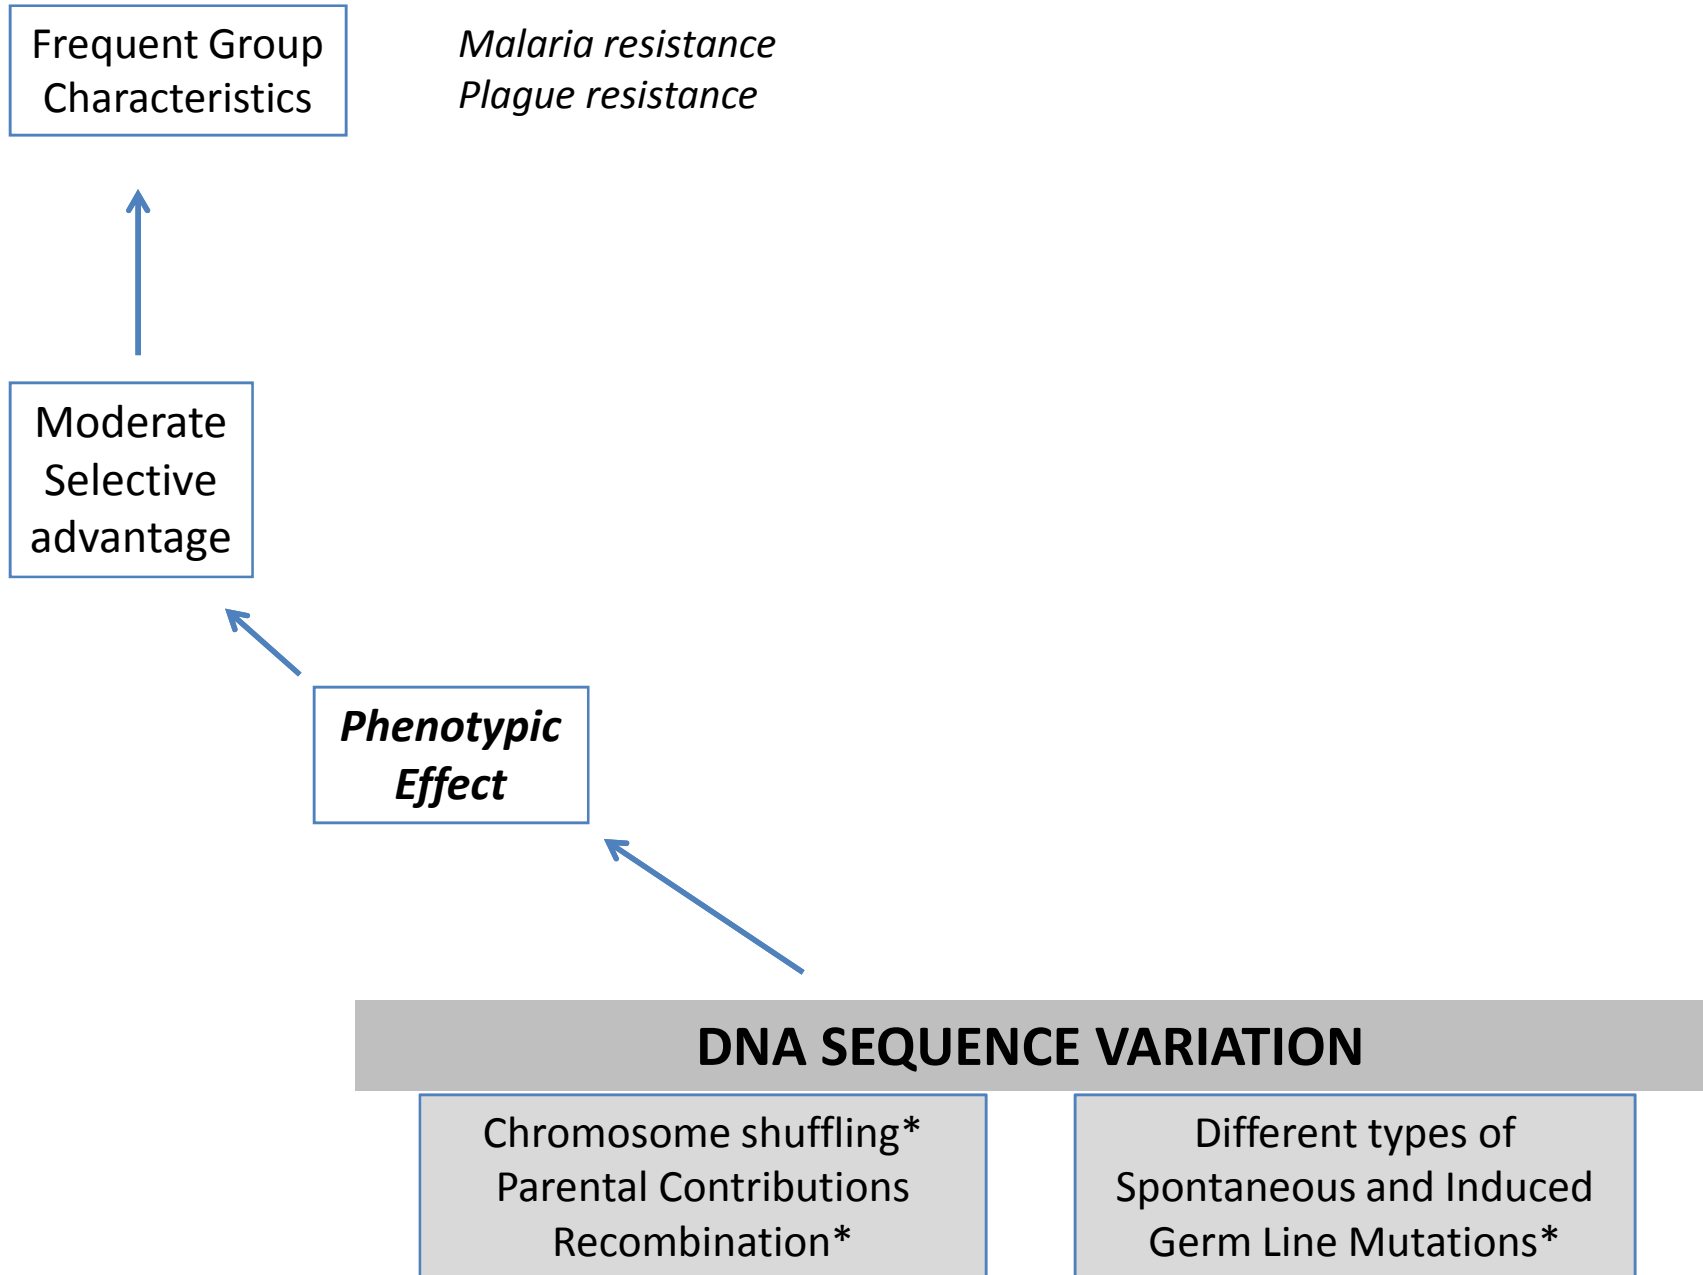 Frequent Group
Characteristics
Malaria resistance
Plague resistance
Moderate
Selective
advantage
Phenotypic
Effect
DNA SEQUENCE VARIATION
Chromosome shuffling*
Parental Contributions
Recombination*
Different types of
Spontaneous and Induced
Germ Line Mutations*